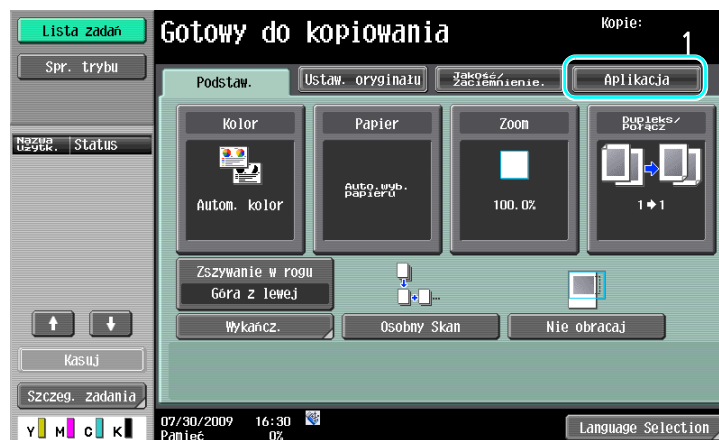 Lista zadań
Spr. trybu
Nazwa Użytk.
Status
Kasuj
Szczeg. zadania
Y M C K
Gotowy do kopiowania
Kopie:
1
Podstaw.
Ustaw. oryginału
Jakość/
zaciemnienie.
Aplikacja
Kolor
Papier
Zoom
Dupleks/
Połącz
Autom. kolor
Auto.wyb.
papieru
100.0%
1➜1
Zszywanie w rogu
Góra z lewej
Wykańcz.
Osobny Skan
Nie obracaj
07/30/2009 16:30
Pamięć 0%
Language Selection